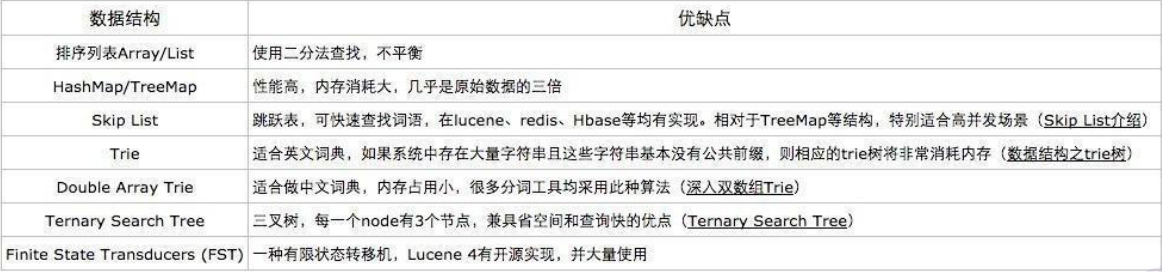 数据结构 优缺点
排序列表Array/List 使用二分法查找，不平衡
HashMap/TreeMap 性能高，内存消耗大，几乎是原始数据的三倍
Skip List 跳跃表，可快速查找词语，在lucene、redis、Hbase等均有实现。相对于TreeMap等结构，特别适合高并发场景（Skip List介绍）
Trie 适合英文词典，如果系统中存在大量字符串且这些字符串基本没有公共前缀，则相应的trie树将非常消耗内存（数据结构之trie树）
Double Array Trie 适合做中文词典，内存占用小，很多分词工具均采用此种算法（深入双数组Trie）
Ternary Search Tree 三叉树，每一个node有3个节点，兼具省空间和查询快的优点（Ternary Search Tree）
Finite State Transducers (FST) 一种有限状态转移机，Lucene 4有开源实现，并大量使用